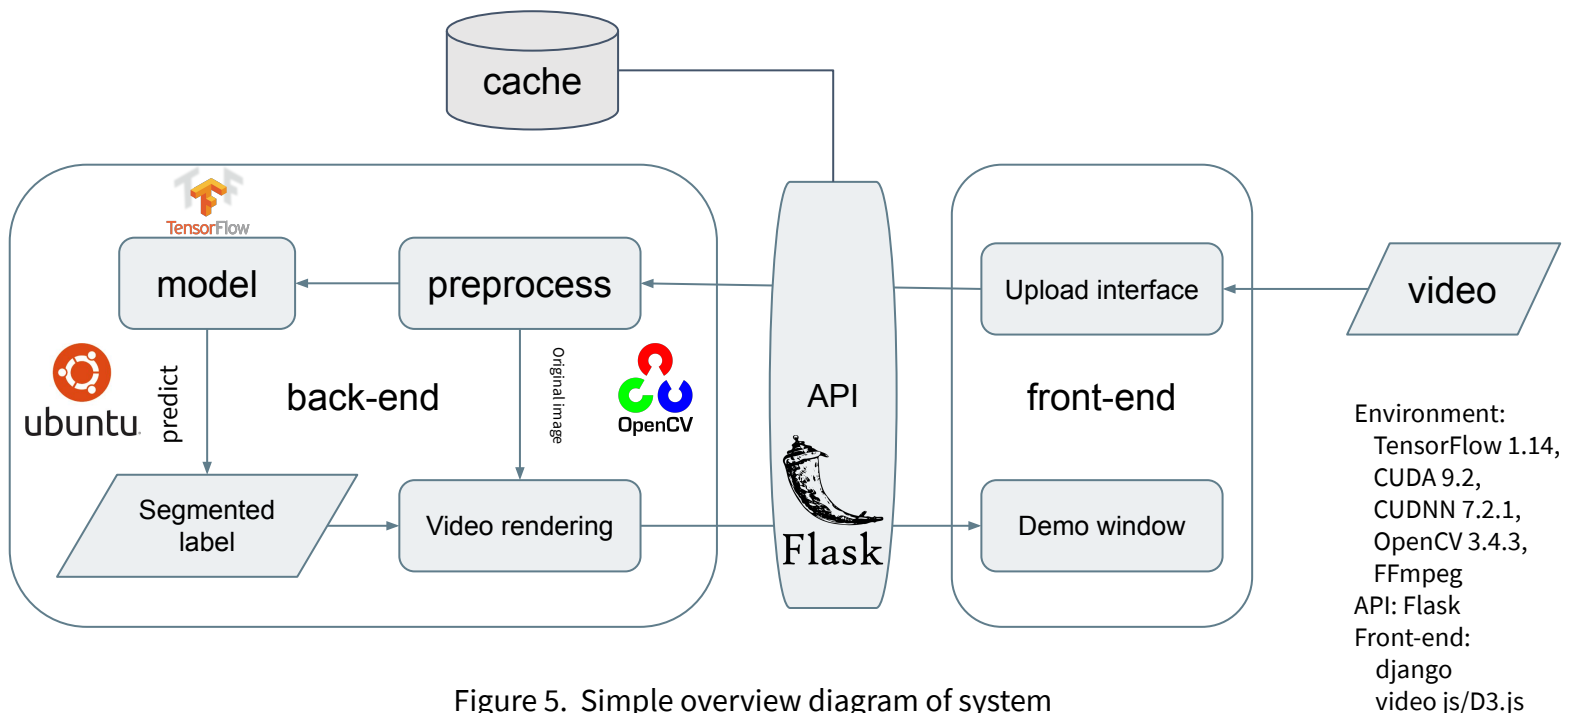 cache
TensorFlow
model
preprocess
Upload interface
video
ubuntu
predict
back-end
Original image
OpenCV
API
front-end
Segmented
label
Video rendering
Flask
Demo window
Environment:
TensorFlow 1.14,
CUDA 9.2,
CUDNN 7.2.1,
OpenCV 3.4.3,
FFmpeg
API: Flask
Front-end:
django
video js/D3.js
Figure 5. Simple overview diagram of system